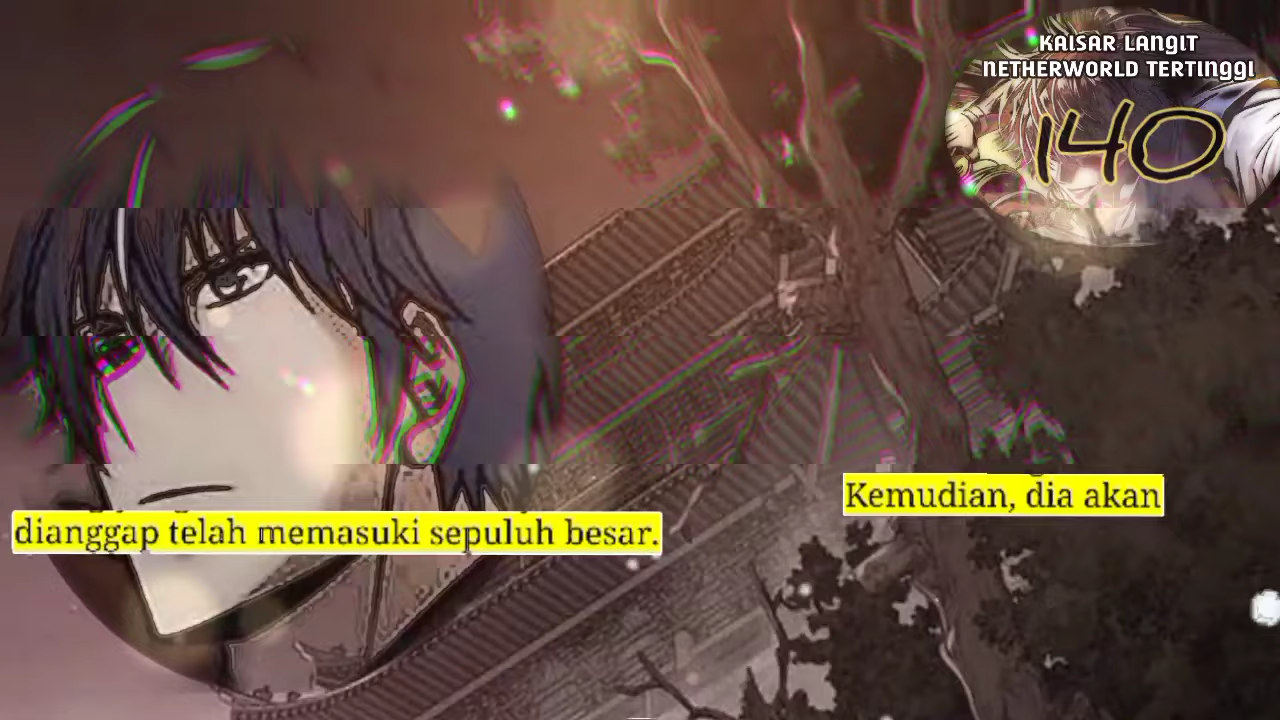 KAISAR LANGIT
NETHERWORLD TERTINGGI
140
Kemudian, dia akan
dianggap telah memasuki sepuluh besar.